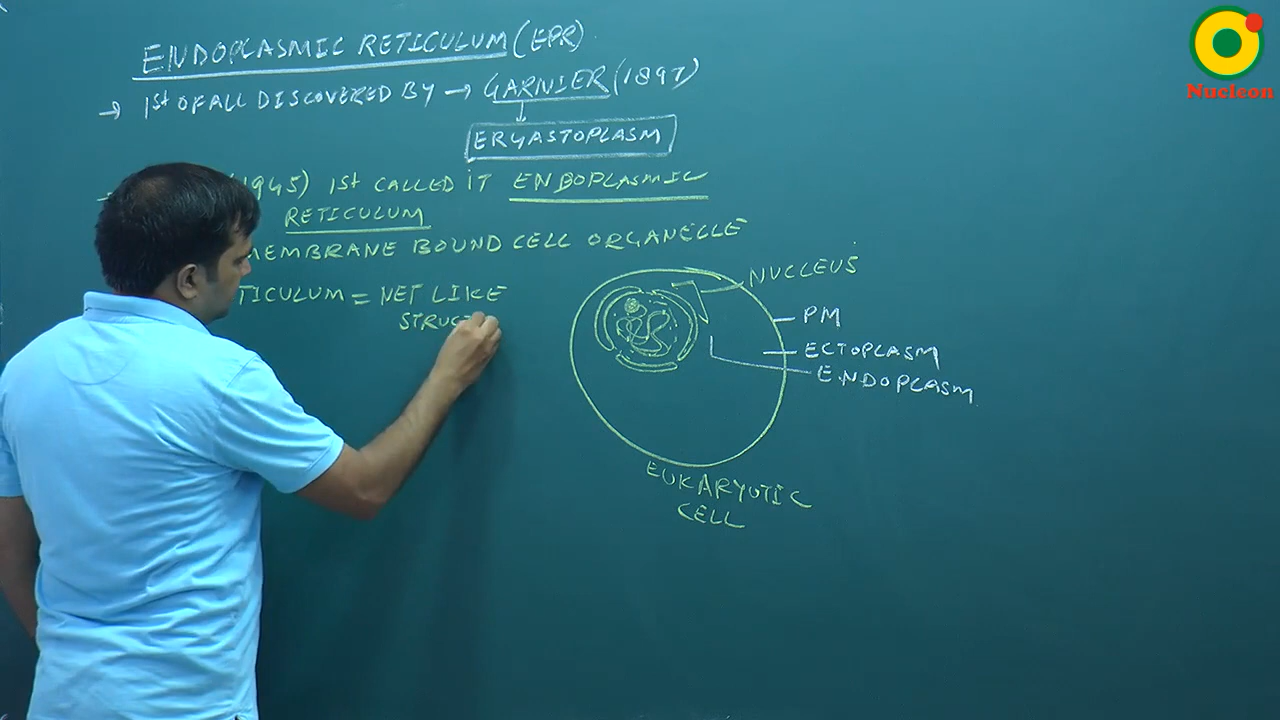 ENDOPLASMIC RETICULUM (EPR)
→ 1st OF ALL DISCOVERED BY → GARNIER (1897)
ERGASTOPLASM
(1945) 1st CALLED IT ENDOPLASMIC
RETICULUM
MEMBRANE BOUND CELL ORGANELLE
TICULUM = NET LIKE
STRUC
NUCLEUS
PM
ECTOPLASM
ENDOPLASM
EUKARYOTIC
CELL
Nucleon